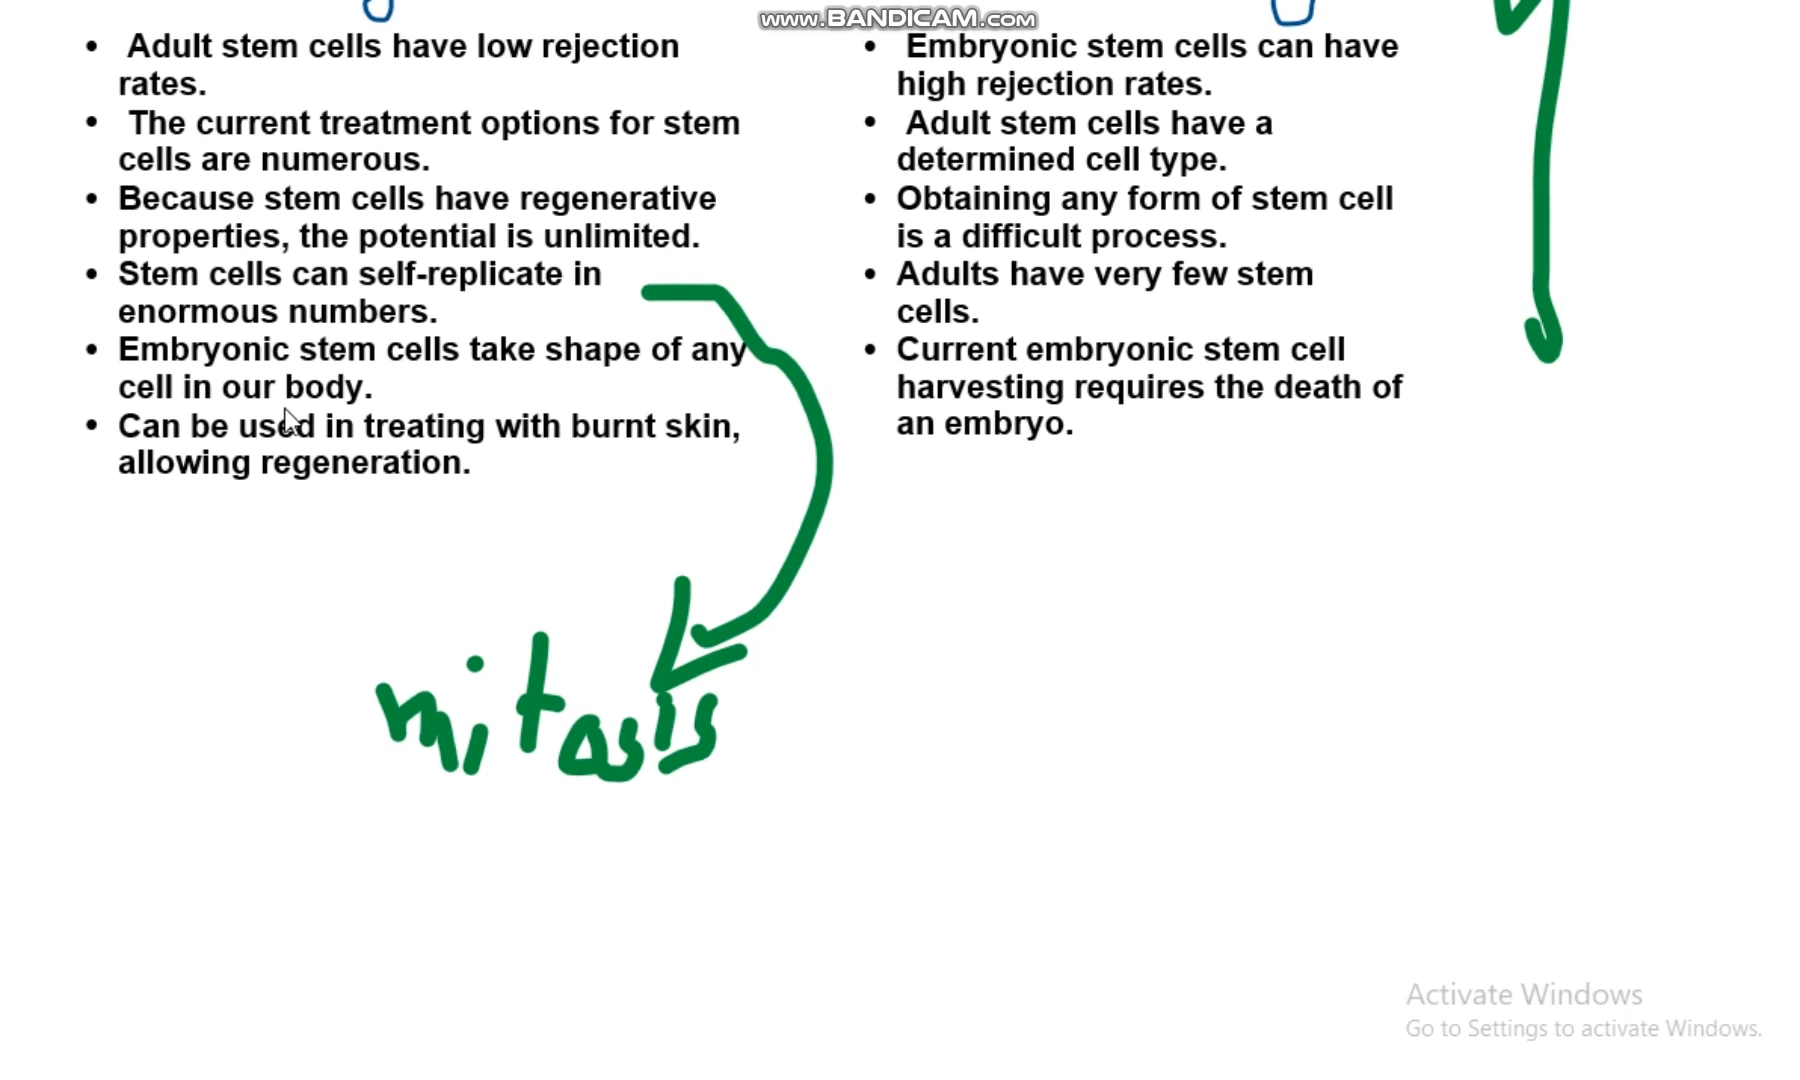 www.BANDICAM.com
• Adult stem cells have low rejection
rates.
• The current treatment options for stem
cells are numerous.
• Because stem cells have regenerative
properties, the potential is unlimited.
• Stem cells can self-replicate in
enormous numbers.
• Embryonic stem cells take shape of any
cell in our body.
• Can be used in treating with burnt skin,
allowing regeneration.
• Embryonic stem cells can have
high rejection rates.
• Adult stem cells have a
determined cell type.
• Obtaining any form of stem cell
is a difficult process.
• Adults have very few stem
cells.
• Current embryonic stem cell
harvesting requires the death of
an embryo.
mitosis
Activate Windows
Go to Settings to activate Windows.